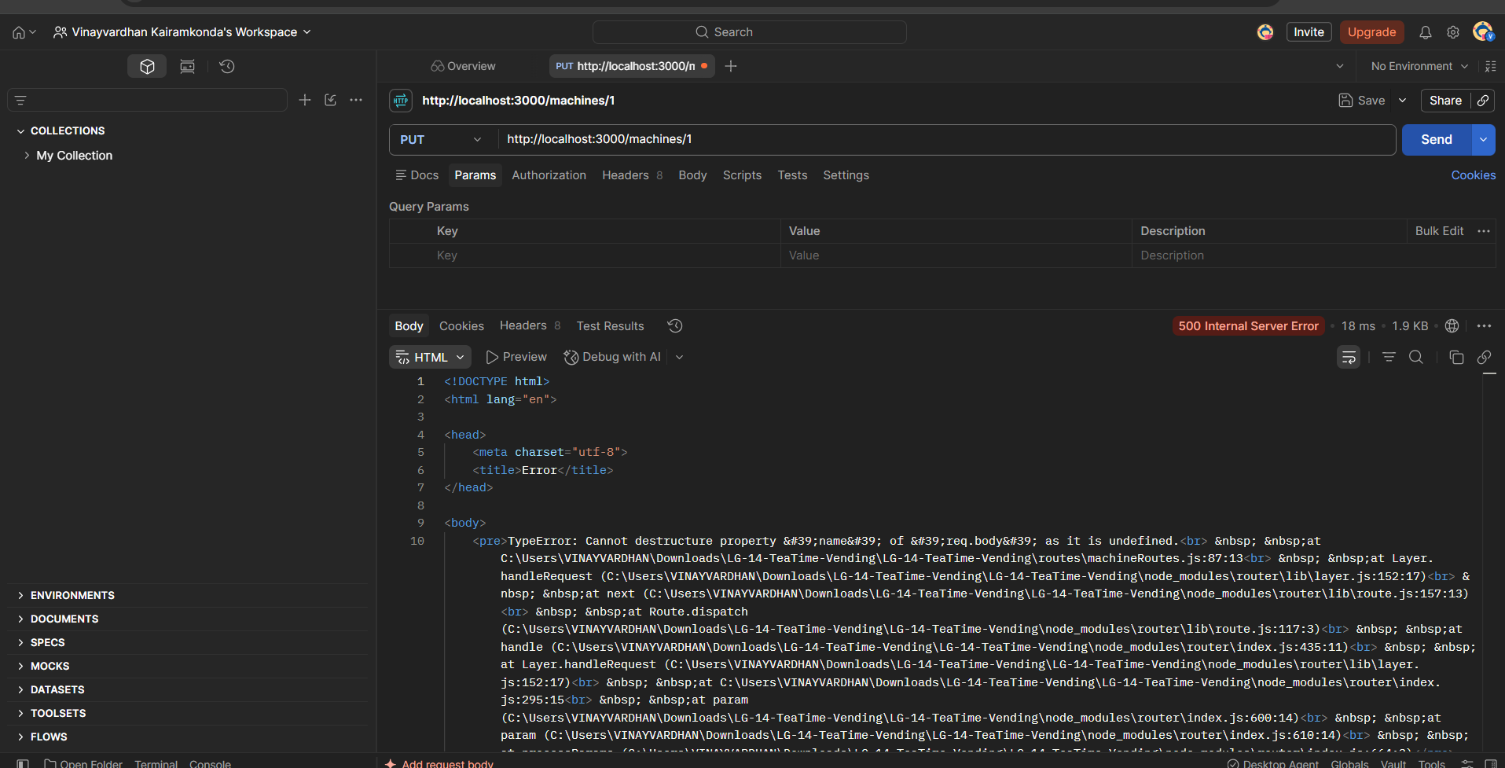 Vinayvardhan Kairamkonda's Workspace
Search
Invite
Upgrade
Overview
PUT http://localhost:3000/n
No Environment
COLLECTIONS
My Collection
ENVIRONMENTS
DOCUMENTS
SPECS
MOCKS
DATASETS
TOOLSETS
FLOWS
HTTP http://localhost:3000/machines/1
Save
Share
PUT http://localhost:3000/machines/1
Send
Docs Params Authorization Headers 8 Body Scripts Tests Settings
Cookies
Query Params
Key Value Description Bulk Edit
Key Value Description
Body Cookies Headers 8 Test Results
500 Internal Server Error • 18 ms • 1.9 KB
HTML Preview Debug with AI
1 <!DOCTYPE html>
2 <html lang="en">
3
4 <head>
5 <meta charset="utf-8">
6 <title>Error</title>
7 </head>
8
9 <body>
10 <pre>TypeError: Cannot destructure property &#39;name&#39; of &#39;req.body&#39; as it is undefined.<br> &nbsp; &nbsp;at
C:\Users\VINAYVARDHAN\Downloads\LG-14-TeaTime-Vending\LG-14-TeaTime-Vending\routes\machineRoutes.js:87:13<br> &nbsp; &nbsp;at Layer.
handleRequest (C:\Users\VINAYVARDHAN\Downloads\LG-14-TeaTime-Vending\LG-14-TeaTime-Vending\node_modules\router\lib\layer.js:152:17)<br> &
nbsp; &nbsp;at next (C:\Users\VINAYVARDHAN\Downloads\LG-14-TeaTime-Vending\LG-14-TeaTime-Vending\node_modules\router\lib\route.js:157:13)
<br> &nbsp; &nbsp;at Route.dispatch
(C:\Users\VINAYVARDHAN\Downloads\LG-14-TeaTime-Vending\LG-14-TeaTime-Vending\node_modules\router\lib\route.js:117:3)<br> &nbsp; &nbsp;at
handle (C:\Users\VINAYVARDHAN\Downloads\LG-14-TeaTime-Vending\LG-14-TeaTime-Vending\node_modules\router\index.js:435:11)<br> &nbsp; &nbsp;
at Layer.handleRequest (C:\Users\VINAYVARDHAN\Downloads\LG-14-TeaTime-Vending\LG-14-TeaTime-Vending\node_modules\router\lib\layer.
js:152:17)<br> &nbsp; &nbsp;at C:\Users\VINAYVARDHAN\Downloads\LG-14-TeaTime-Vending\LG-14-TeaTime-Vending\node_modules\router\index.
js:295:15<br> &nbsp; &nbsp;at param
(C:\Users\VINAYVARDHAN\Downloads\LG-14-TeaTime-Vending\LG-14-TeaTime-Vending\node_modules\router\index.js:600:14)<br> &nbsp; &nbsp;at
param (C:\Users\VINAYVARDHAN\Downloads\LG-14-TeaTime-Vending\LG-14-TeaTime-Vending\node_modules\router\index.js:610:14)<br> &nbsp; &nbsp;
Open Folder Terminal Console
Add request body
Desktop Agent Globals Vault Tools